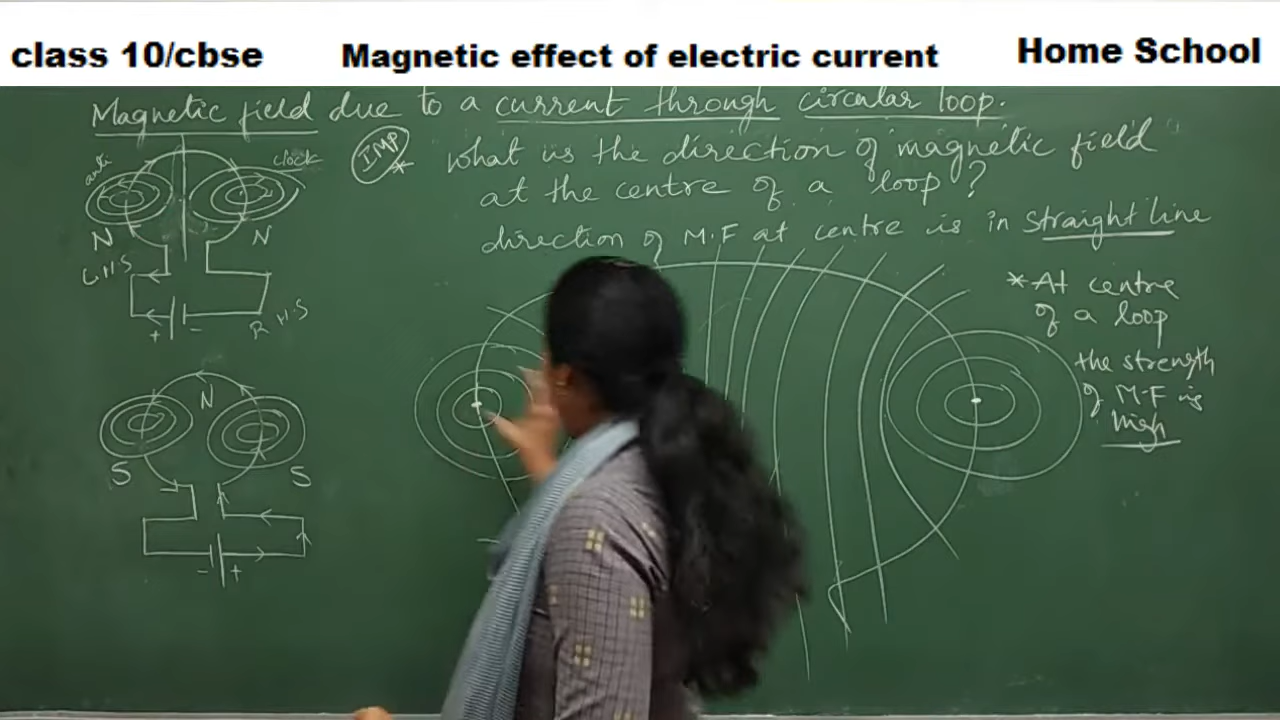 class 10/cbse
Magnetic effect of electric current
Home School
Magnetic field due to a current through circular loop.
IMP
* What is the direction of magnetic field
at the centre of a loop?
direction of M.F at centre is in straight line
anti
clock
N
N
L.H.S
R.H.S
+ -
* At centre
of a loop
the strength
of M.F is
high
N
S
S
- +